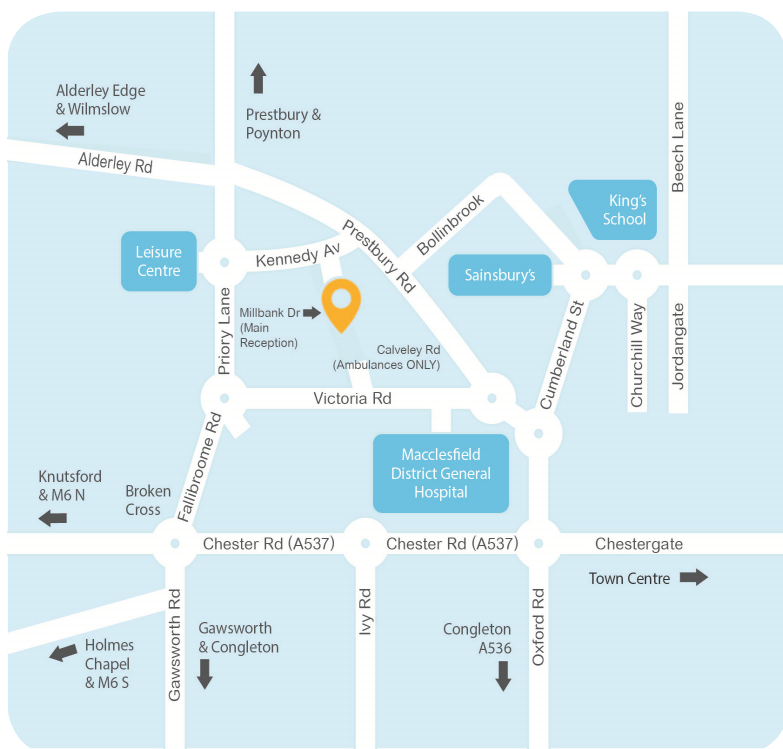 Alderley Edge
& Wilmslow
Alderley Rd
Prestbury &
Poynton
Beech Lane
King's
School
Bollinbrook
Prestbury Rd
Kennedy Av
Leisure
Centre
Sainsbury's
Priory Lane
Millbank Dr
(Main
Reception)
Calveley Rd
(Ambulances ONLY)
Cumberland St
Churchill Way
Jordangate
Victoria Rd
Fallibroome Rd
Macclesfield
District General
Hospital
Knutsford
& M6 N
Broken
Cross
Chester Rd (A537)
Chester Rd (A537)
Chestergate
Town Centre
Gawsworth Rd
Ivy Rd
Oxford Rd
Gawsworth
& Congleton
Congleton
A536
Holmes
Chapel
& M6 S